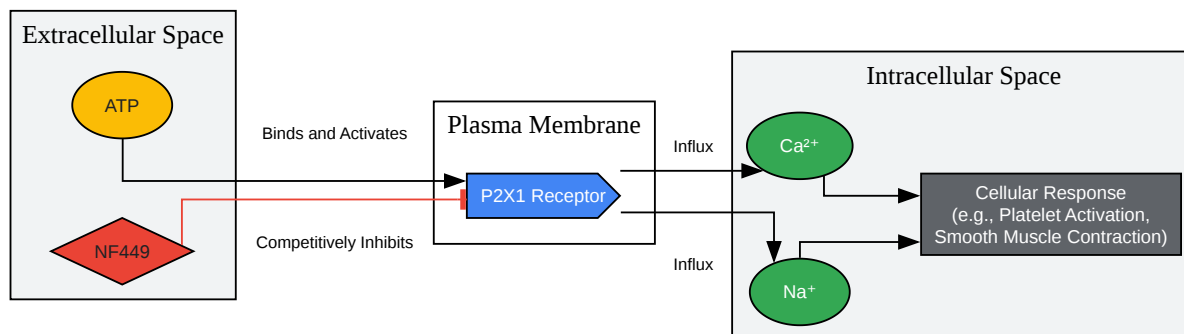 Extracellular Space
ATP
NF449
Binds and Activates
Competitively Inhibits
Plasma Membrane
P2X1 Receptor
Influx
Influx
Intracellular Space
Ca²⁺
Na⁺
Cellular Response
(e.g., Platelet Activation,
Smooth Muscle Contraction)